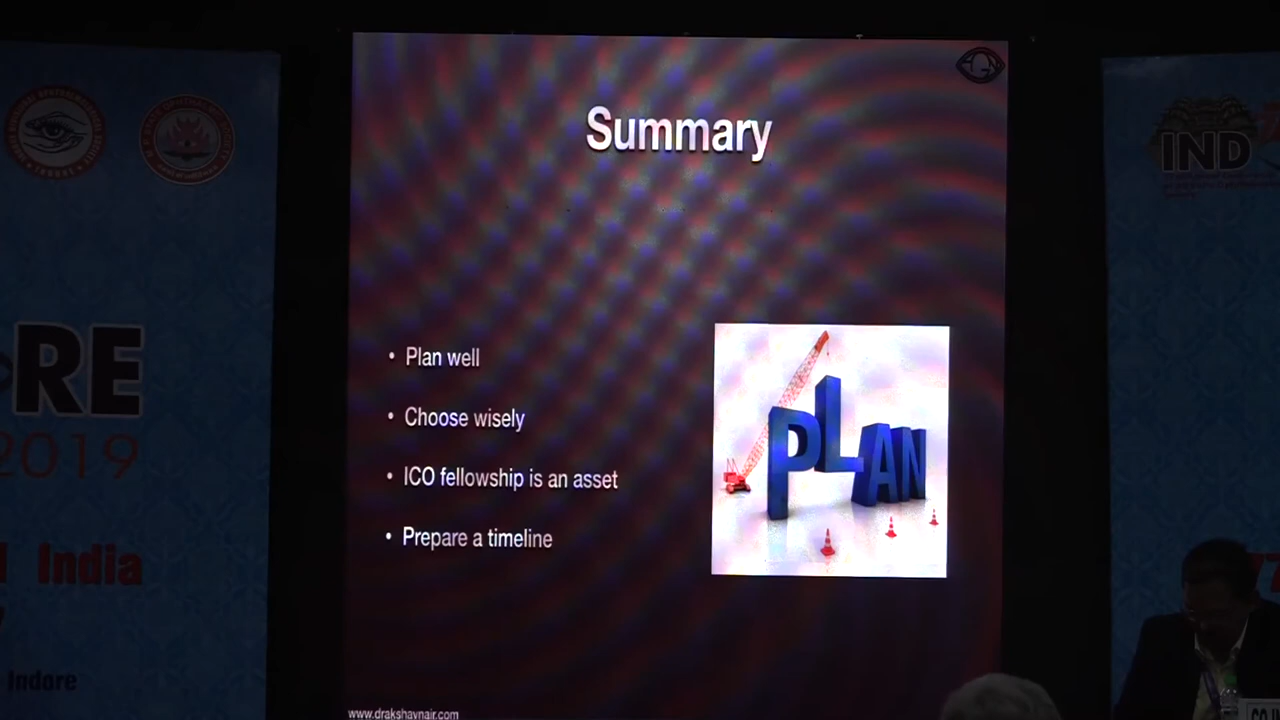 Summary
• Plan well
• Choose wisely
• ICO fellowship is an asset
• Prepare a timeline
PLAN
www.drakshaynair.com
RE
2019
India
Indore
IND
INDORE